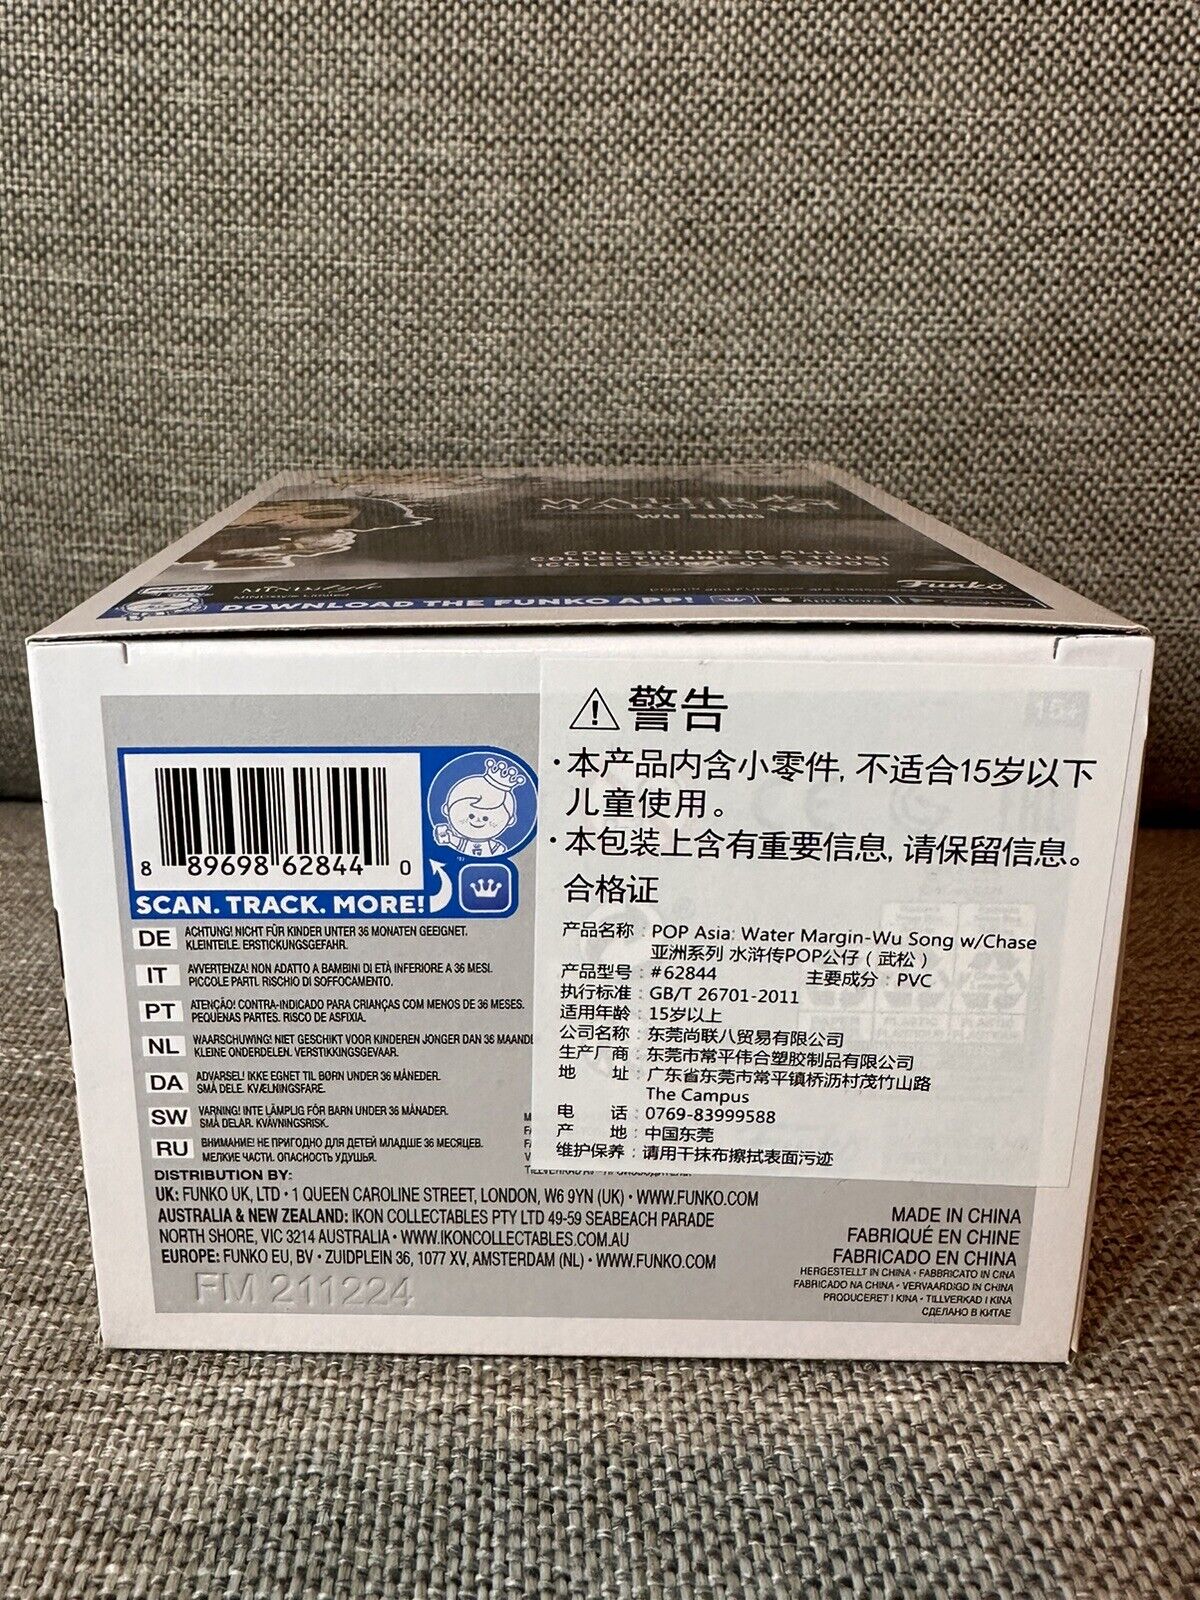 WATER MARGIN
WU SONG
COLLECT THEM ALL!
MINDstyle
Funko
DOWNLOAD THE FUNKO APP!
8 89698 62844 0
SCAN. TRACK. MORE!
DE ACHTUNG! NICHT FÜR KINDER UNTER 36 MONATEN GEEIGNET.
KLEINTEILE. ERSTICKUNGSGEFAHR.
IT AVVERTENZA! NON ADATTO A BAMBINI DI ETÀ INFERIORE A 36 MESI.
PICCOLE PARTI. RISCHIO DI SOFFOCAMENTO.
PT ATENÇÃO! CONTRA-INDICADO PARA CRIANÇAS COM MENOS DE 36 MESES.
PEQUENAS PARTES. RISCO DE ASFIXIA.
NL WAARSCHUWING! NIET GESCHIKT VOOR KINDEREN JONGER DAN 36 MAAND
KLEINE ONDERDELEN. VERSTIKKINGSGEVAAR.
DA ADVARSEL! IKKE EGNET TIL BØRN UNDER 36 MÅNEDER.
SMÅ DELE. KVÆLNINGSFARE.
SW VARNING! INTE LÄMPLIG FÖR BARN UNDER 36 MÅNADER.
SMÅ DELAR. KVÄVNINGSRISK.
RU ВНИМАНИЕ! НЕ ПРИГОДНО ДЛЯ ДЕТЕЙ МЛАДШЕ 36 МЕСЯЦЕВ.
МЕЛКИЕ ЧАСТИ. ОПАСНОСТЬ УДУШЬЯ.
DISTRIBUTION BY:
UK: FUNKO UK, LTD • 1 QUEEN CAROLINE STREET, LONDON, W6 9YN (UK) • WWW.FUNKO.COM
AUSTRALIA & NEW ZEALAND: IKON COLLECTABLES PTY LTD 49-59 SEABEACH PARADE
NORTH SHORE, VIC 3214 AUSTRALIA • WWW.IKONCOLLECTABLES.COM.AU
EUROPE: FUNKO EU, BV • ZUIDPLEIN 36, 1077 XV, AMSTERDAM (NL) • WWW.FUNKO.COM
FM 211224
警告
·本产品内含小零件, 不适合15岁以下
儿童使用。
·本包装上含有重要信息, 请保留信息。
合格证
产品名称：POP Asia: Water Margin-Wu Song w/Chase
亚洲系列 水浒传POP公仔（武松）
产品型号：#62844 主要成分：PVC
执行标准：GB/T 26701-2011
适用年龄：15岁以上
公司名称：东莞尚联八贸易有限公司
生产厂商：东莞市常平伟合塑胶制品有限公司
地 址：广东省东莞市常平镇桥沥村茂竹山路
The Campus
电 话：0769-83999588
产 地：中国东莞
维护保养：请用干抹布擦拭表面污迹
MADE IN CHINA
FABRIQUÉ EN CHINE
FABRICADO EN CHINA
HERGESTELLT IN CHINA • FABBRICATO IN CINA
FABRICADO NA CHINA • VERVAARDIGD IN CHINA
PRODUCERET I KINA • TILLVERKAD I KINA
СДЕЛАНО В КИТАЕ